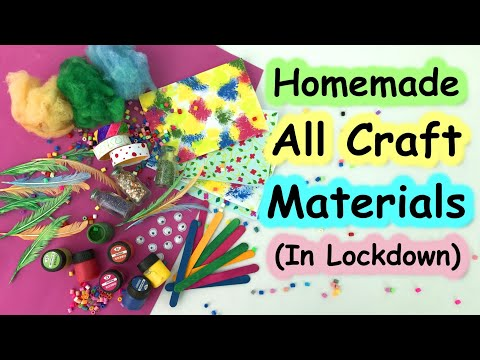 Homemade
All Craft
Materials
(In Lockdown)